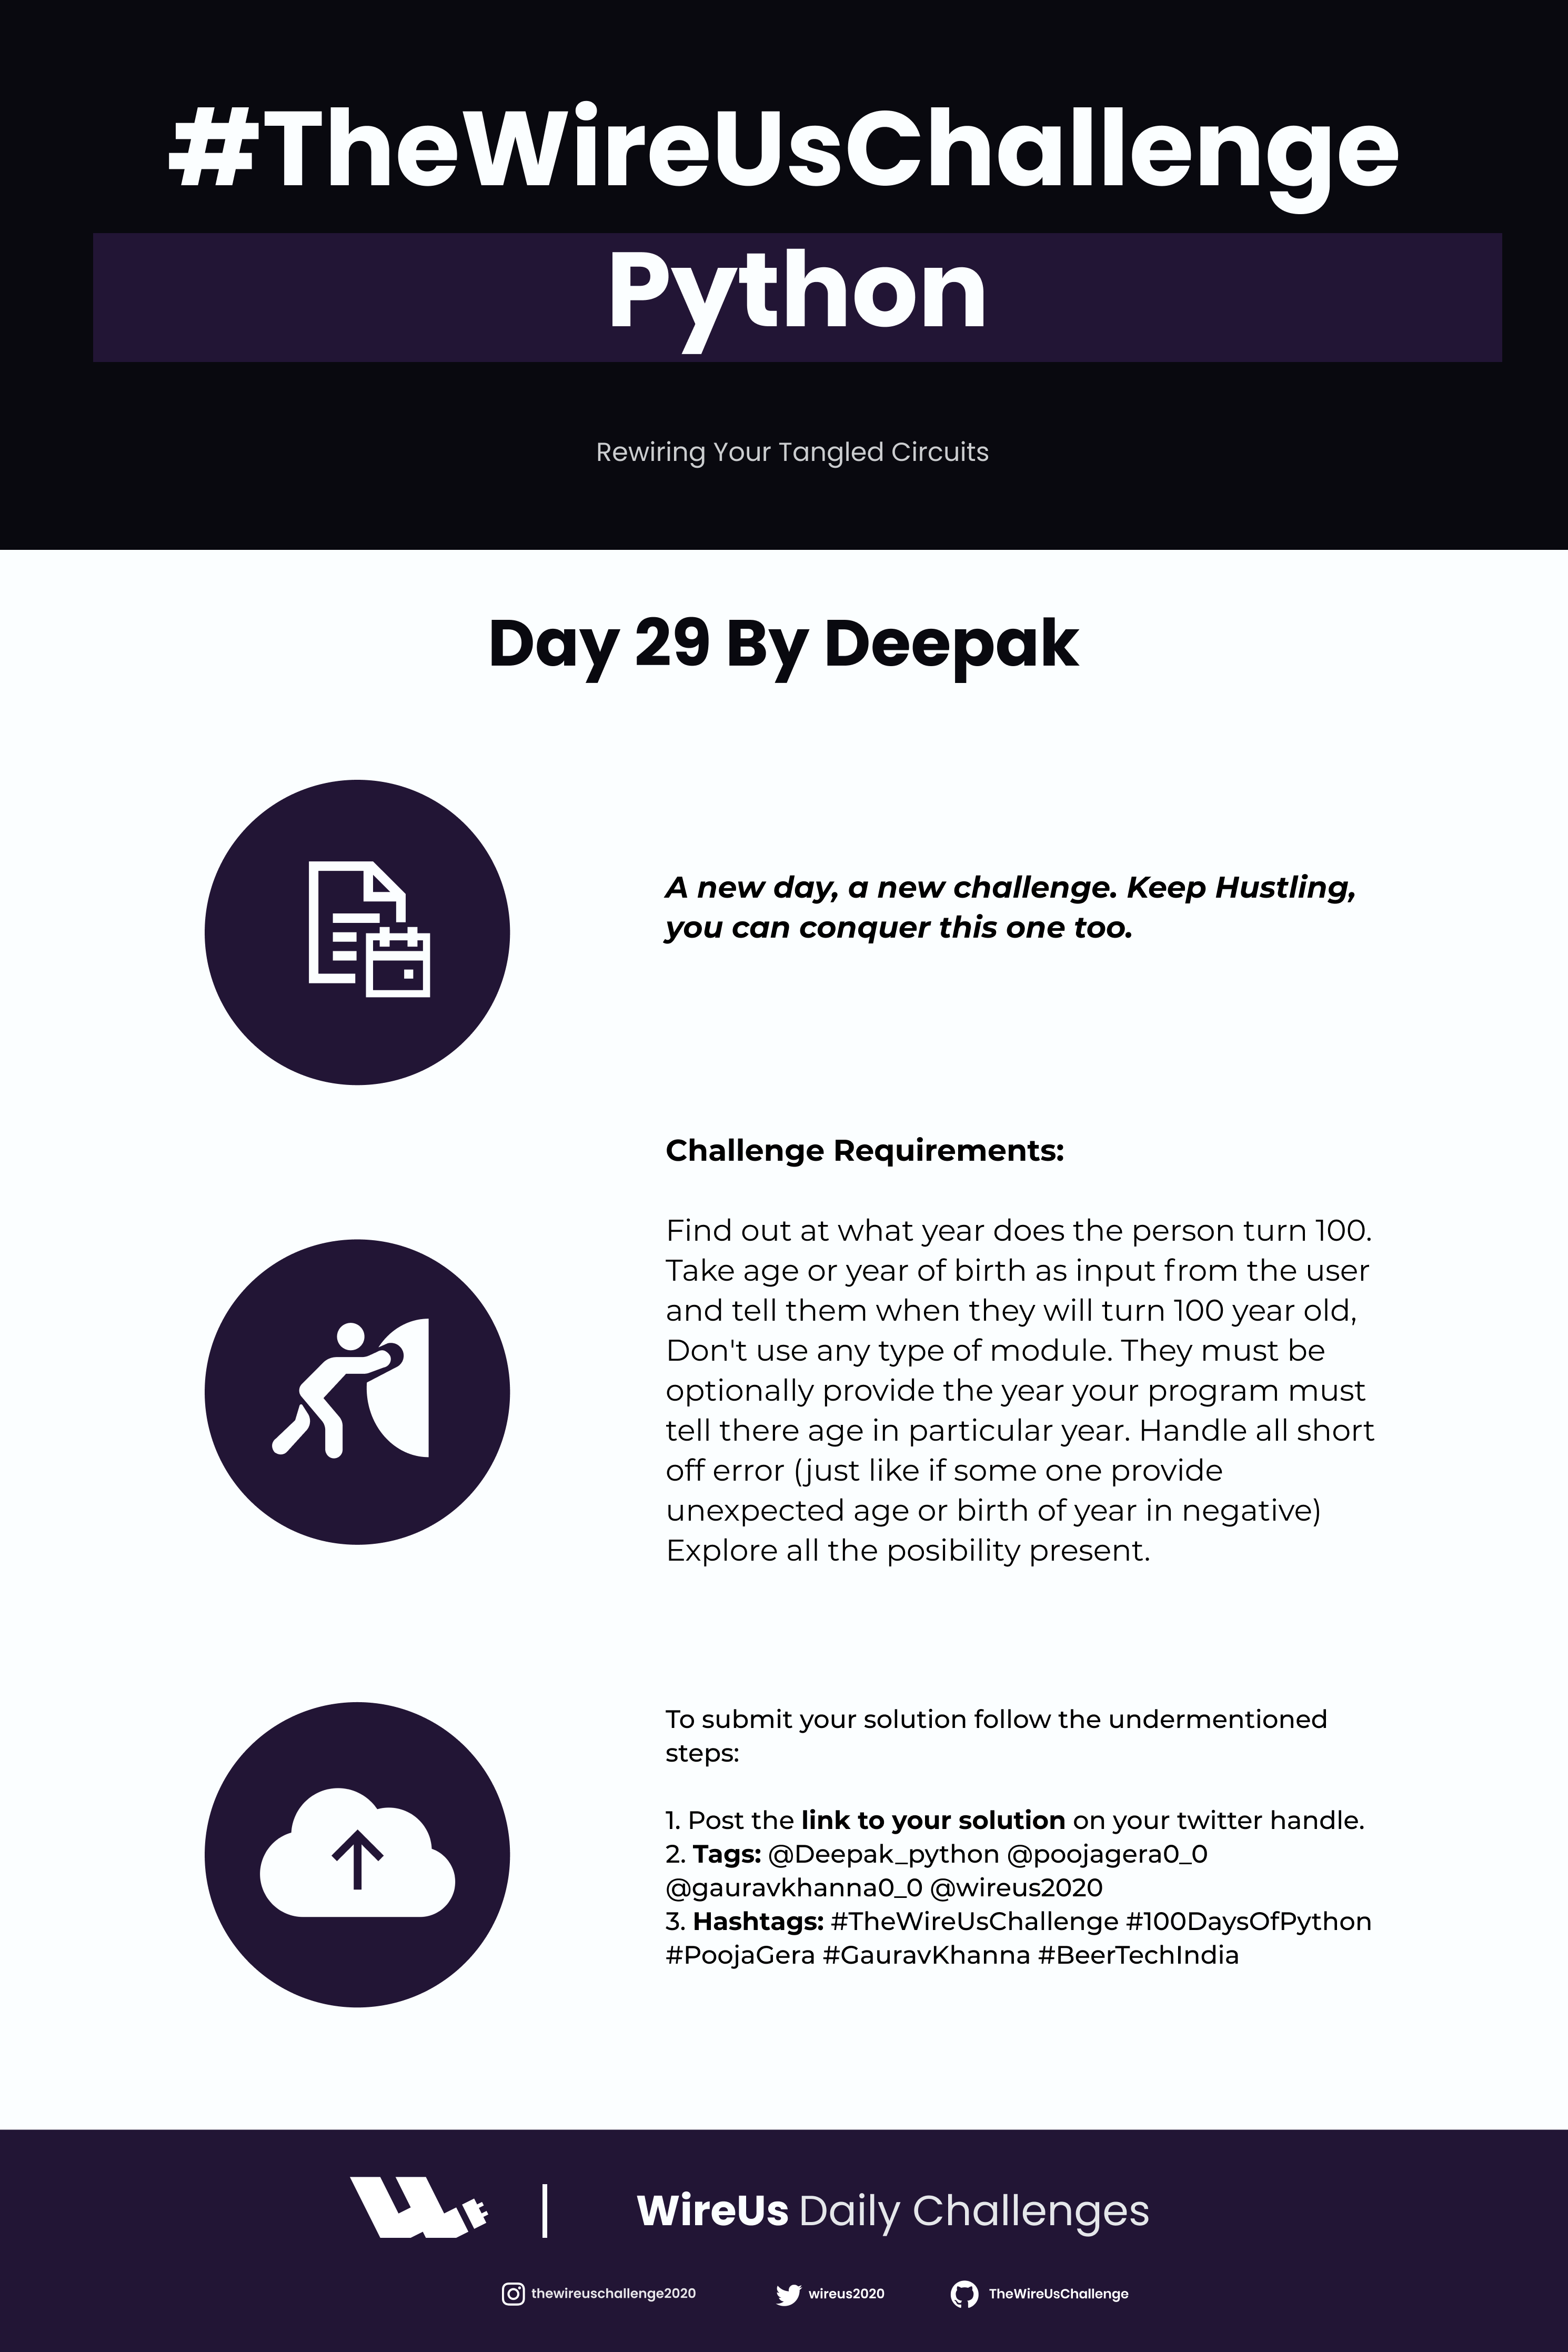 #TheWireUsChallenge
Python
Rewiring Your Tangled Circuits
Day 29 By Deepak
A new day, a new challenge. Keep Hustling,
you can conquer this one too.
Challenge Requirements:
Find out at what year does the person turn 100.
Take age or year of birth as input from the user
and tell them when they will turn 100 year old,
Don't use any type of module. They must be
optionally provide the year your program must
tell there age in particular year. Handle all short
off error (just like if some one provide
unexpected age or birth of year in negative)
Explore all the posibility present.
To submit your solution follow the undermentioned
steps:
1. Post the link to your solution on your twitter handle.
2. Tags: @Deepak_python @poojagera0_0
@gauravkhanna0_0 @wireus2020
3. Hashtags: #TheWireUsChallenge #100DaysOfPython
#PoojaGera #GauravKhanna #BeerTechIndia
WireUs Daily Challenges
thewireuschallenge2020 wireus2020 TheWireUsChallenge